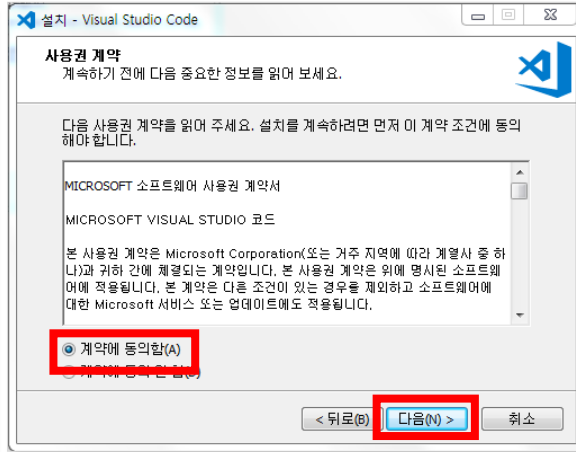 설치 - Visual Studio Code
사용권 계약
계속하기 전에 다음 중요한 정보를 읽어 보세요.
다음 사용권 계약을 읽어 주세요. 설치를 계속하려면 먼저 이 계약 조건에 동의
해야 합니다.
MICROSOFT 소프트웨어 사용권 계약서
MICROSOFT VISUAL STUDIO 코드
본 사용권 계약은 Microsoft Corporation(또는 거주 지역에 따라 계열사 중 하
나)과 귀하 간에 체결되는 계약입니다. 본 사용권 계약은 위에 명시된 소프트웨
어에 적용됩니다. 본 계약은 다른 조건이 있는 경우를 제외하고 소프트웨어에
대한 Microsoft 서비스 또는 업데이트에도 적용됩니다.
계약에 동의함(A)
< 뒤로(B) 다음(N) > 취소